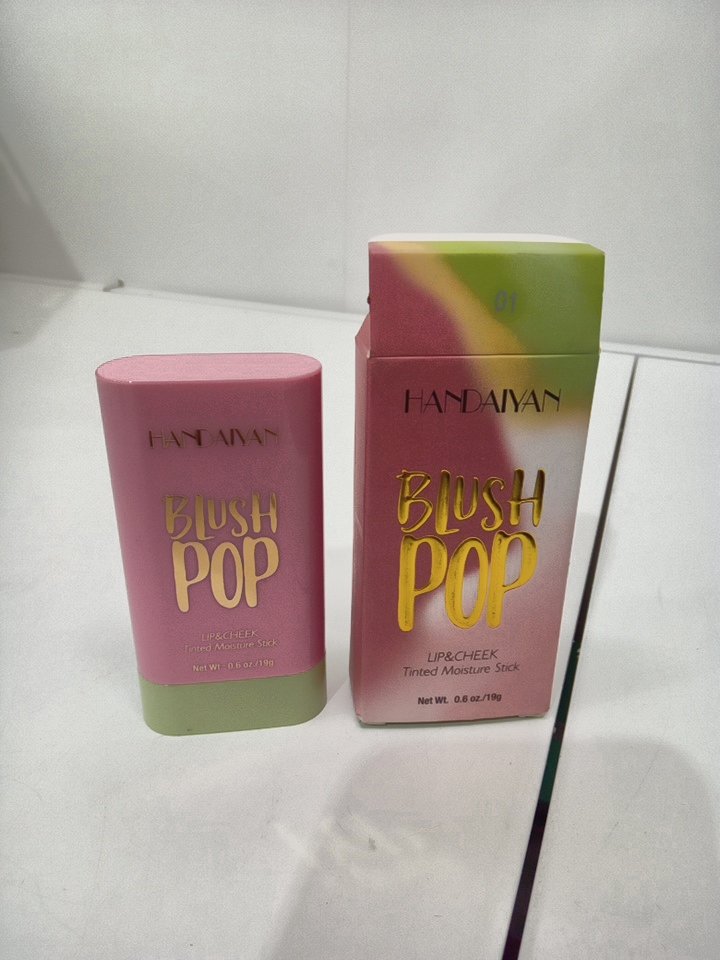 HANDAIYAN
BLUSH
POP
LIP&CHEEK
Tinted Moisture Stick
Net Wt. 0.6 oz./19g
01
HANDAIYAN
BLUSH
POP
LIP&CHEEK
Tinted Moisture Stick
Net Wt. 0.6 oz./19g